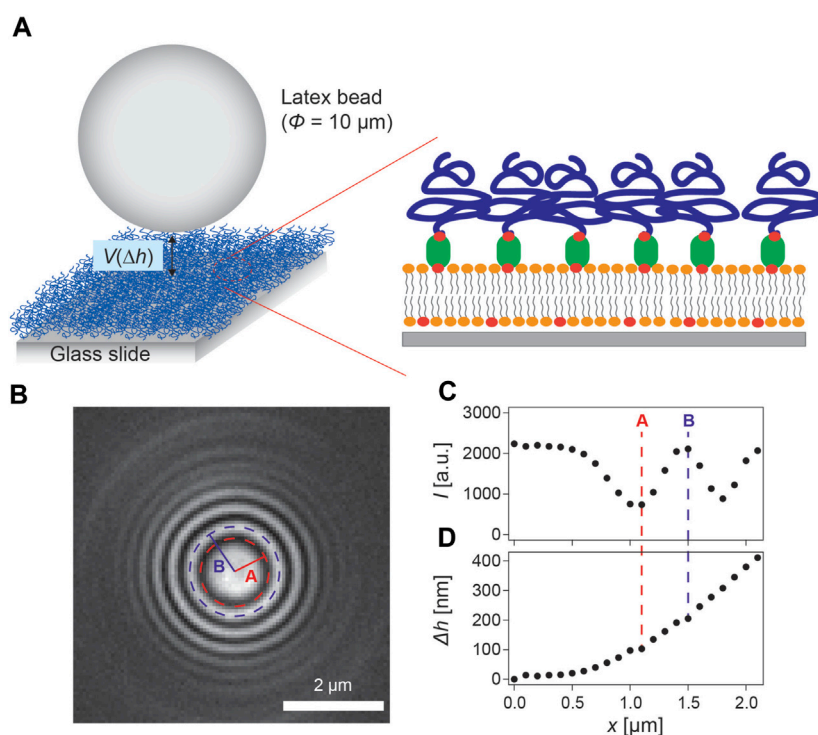 A
Latex bead
(Φ = 10 µm)
V(Δh)
Glass slide
B
B
A
2 µm
C
A
B
3000
2000
1000
0
I [a.u.]
D
400
300
200
100
0
Δh [nm]
0.0
0.5
1.0
1.5
2.0
x [µm]